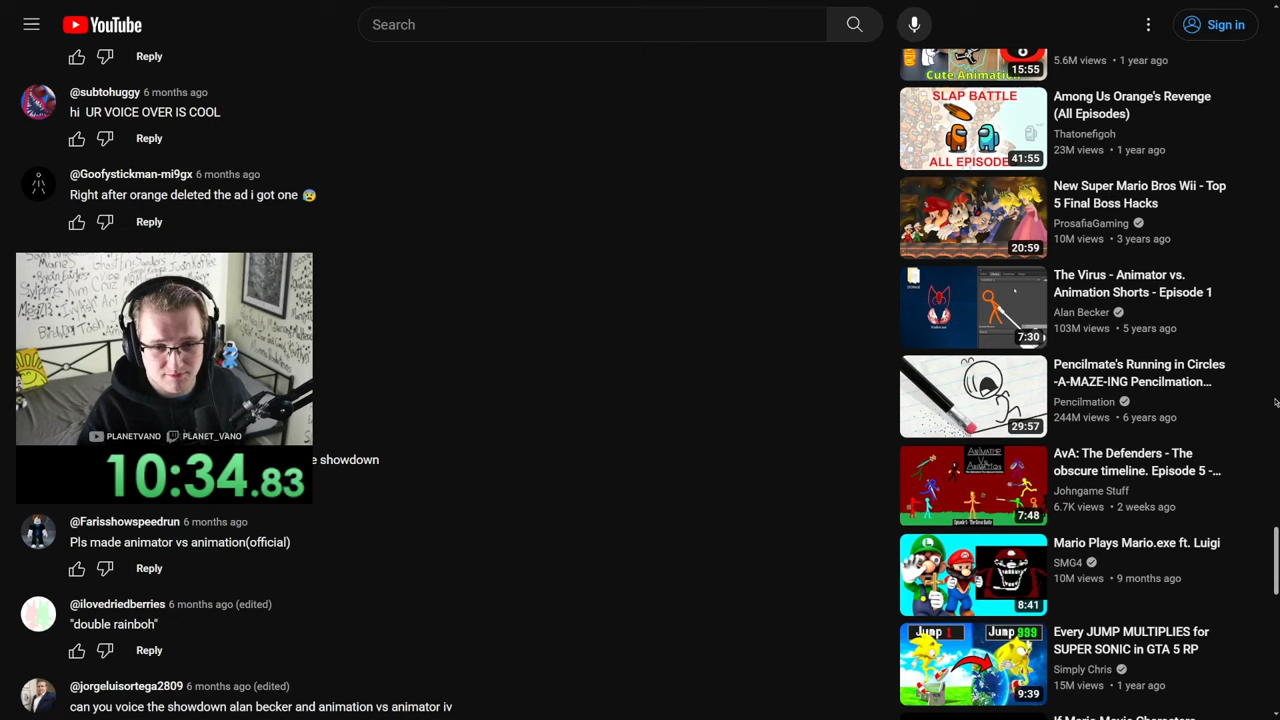 YouTube
Search
Sign in
Reply
@subtohuggy 6 months ago
hi UR VOICE OVER IS COOL
Reply
@Goofystickman-mi9gx 6 months ago
Right after orange deleted the ad i got one 😰
Reply
PLANETVANO PLANET_VANO
10:34.83
e showdown
@Farisshowspeedrun 6 months ago
Pls made animator vs animation(official)
Reply
@ilovedriedberries 6 months ago (edited)
"double rainboh"
Reply
@jorgeluisortega2809 6 months ago (edited)
can you voice the showdown alan becker and animation vs animator iv
Cute Animation
15:55
5.6M views • 1 year ago
SLAP BATTLE
ALL EPISODE
41:55
Among Us Orange's Revenge
(All Episodes)
Thatonefigoh
23M views • 1 year ago
20:59
New Super Mario Bros Wii - Top
5 Final Boss Hacks
ProsafiaGaming
10M views • 3 years ago
7:30
The Virus - Animator vs.
Animation Shorts - Episode 1
Alan Becker
103M views • 5 years ago
29:57
Pencilmate's Running in Circles
-A-MAZE-ING Pencilmation...
Pencilmation
244M views • 6 years ago
ANIMATOR
VS
ANIMATION
7:48
AvA: The Defenders - The
obscure timeline. Episode 5 -...
Johngame Stuff
6.7K views • 2 weeks ago
8:41
Mario Plays Mario.exe ft. Luigi
SMG4
10M views • 9 months ago
Jump 1
Jump 999
9:39
Every JUMP MULTIPLIES for
SUPER SONIC in GTA 5 RP
Simply Chris
15M views • 1 year ago